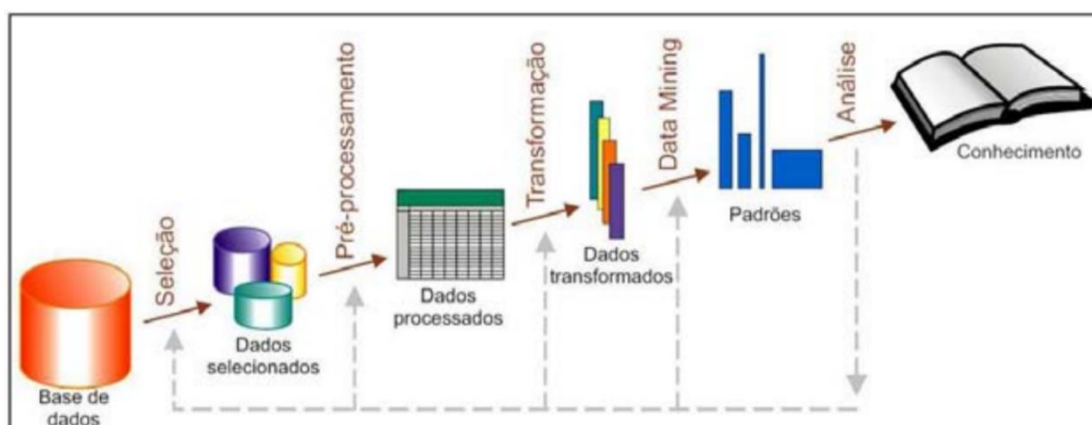 Base de
dados
Seleção
Dados
selecionados
Pré-processamento
Dados
processados
Transformação
Dados
transformados
Data Mining
Padrões
Análise
Conhecimento